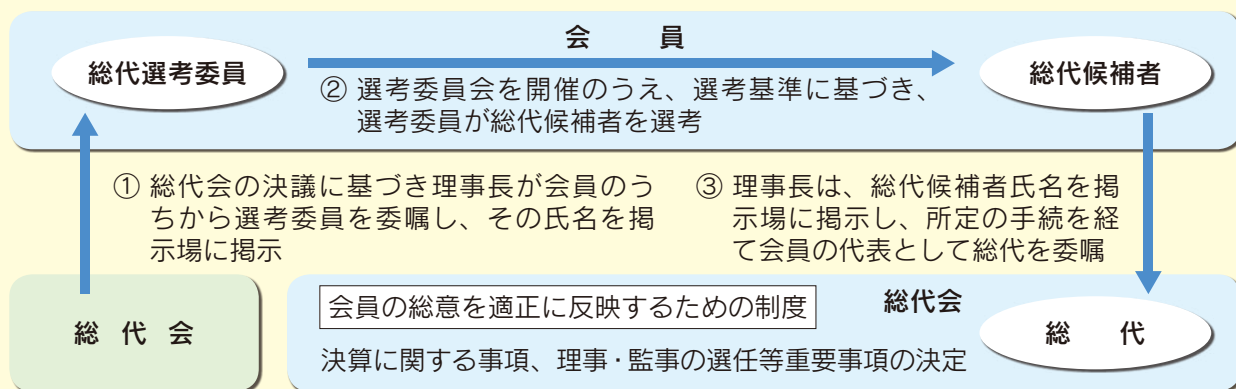 会　員
総代選考委員
総代候補者
② 選考委員会を開催のうえ、選考基準に基づき、
選考委員が総代候補者を選考
① 総代会の決議に基づき理事長が会員のう
ちから選考委員を委嘱し、その氏名を掲
示場に掲示
③ 理事長は、総代候補者氏名を掲
示場に掲示し、所定の手続を経
て会員の代表として総代を委嘱
総代会
会員の総意を適正に反映するための制度
総代会
総　代
決算に関する事項、理事・監事の選任等重要事項の決定